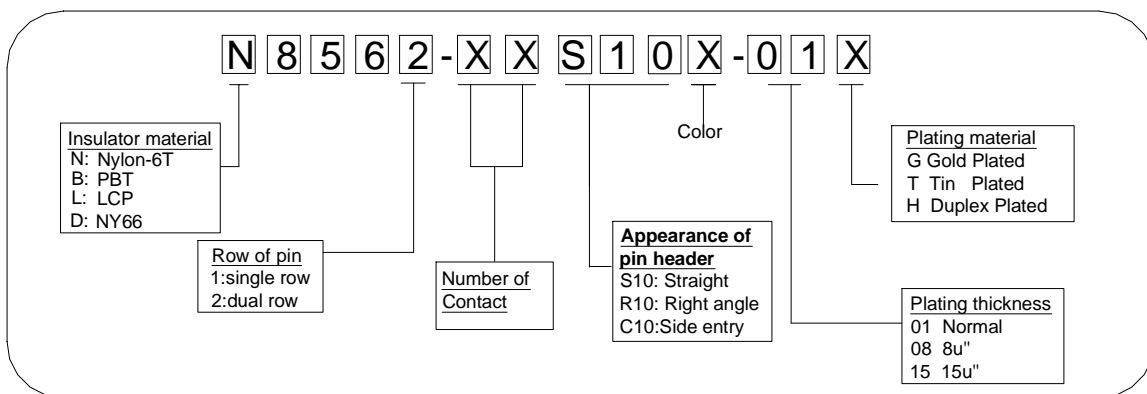 N8562-XXS10X-01X
Insulator material
N: Nylon-6T
B: PBT
L: LCP
D: NY66
Row of pin
1:single row
2:dual row
Number of
Contact
Appearance of
pin header
S10: Straight
R10: Right angle
C10:Side entry
Color
Plating material
G Gold Plated
T Tin Plated
H Duplex Plated
Plating thickness
01 Normal
08 8u"
15 15u"